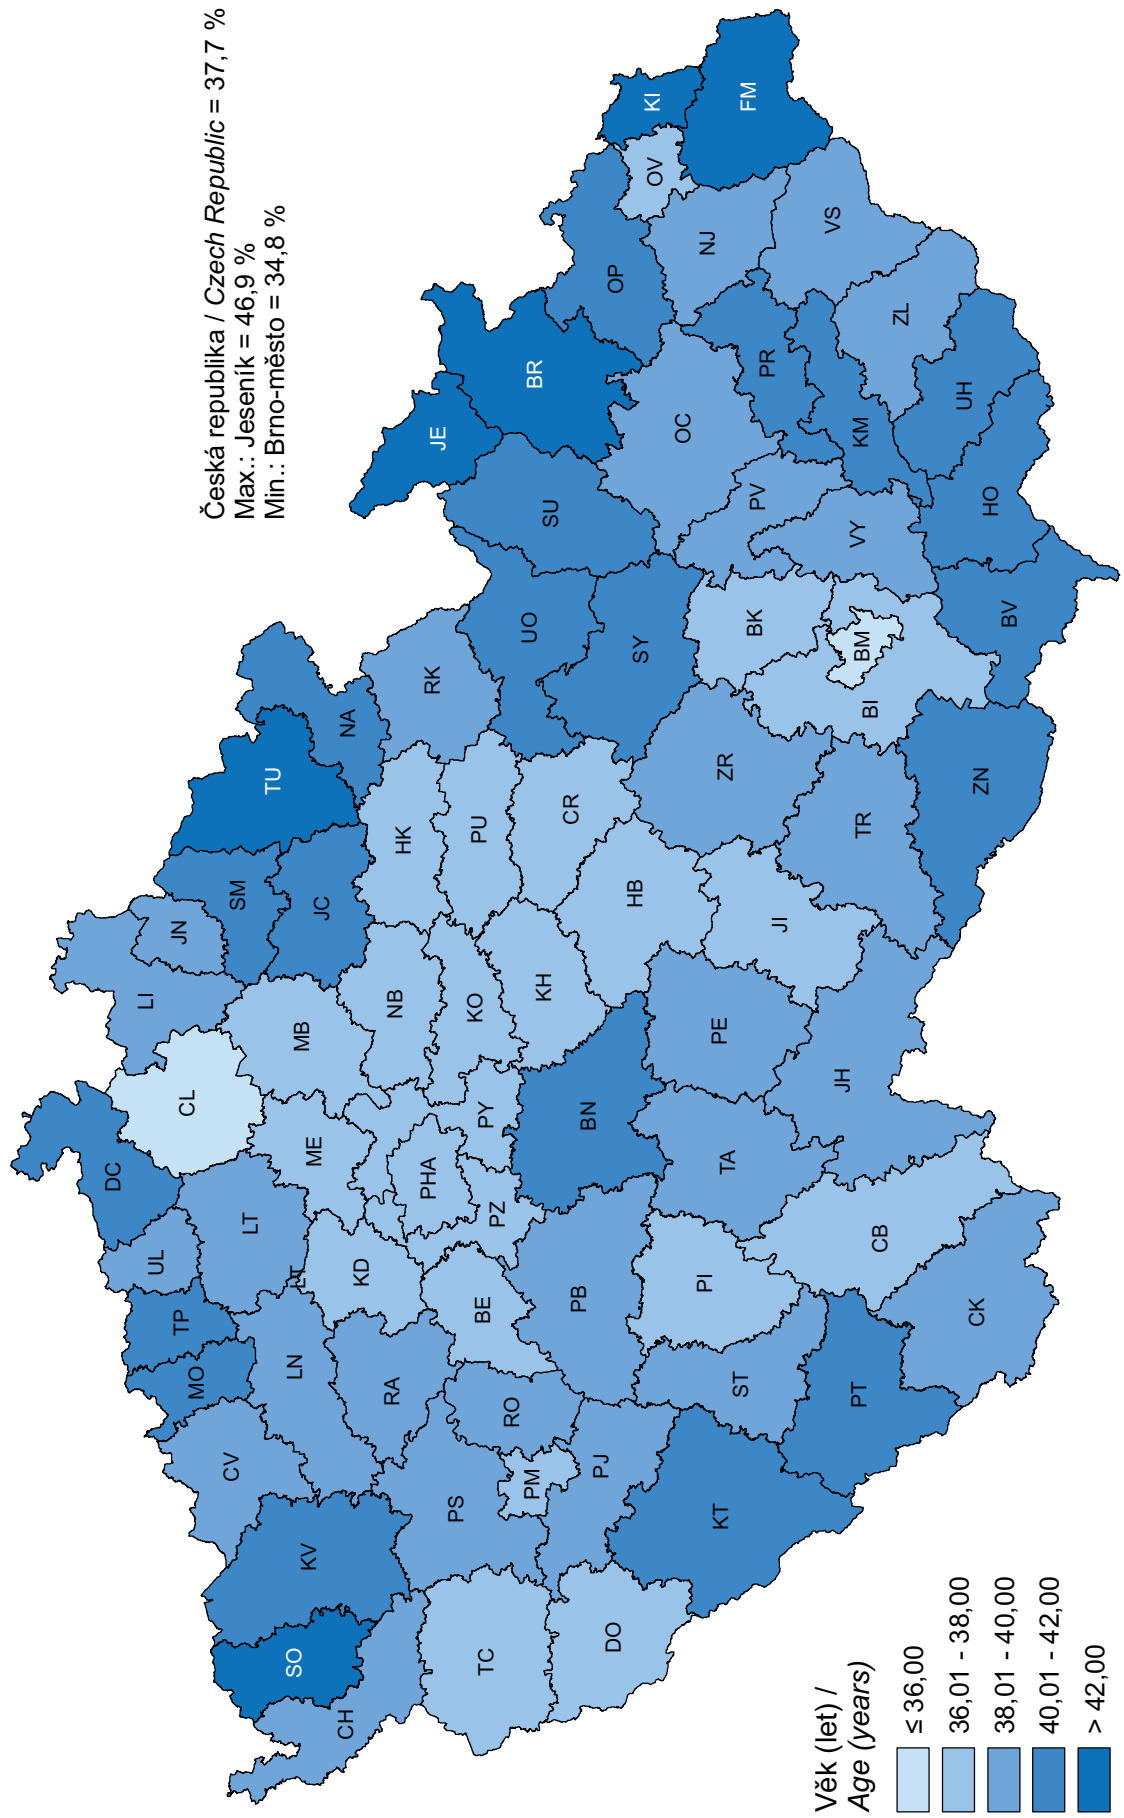 Česká republika / Czech Republic = 37,7 %
Max.: Jeseník = 46,9 %
Min.: Brno-město = 34,8 %
DC
LI
CL
JN
UL
TP
LT
SM
MO
TU
CV
MB
ME
JC
LT
LN
NA
SO
KV
KD
NB
HK
RK
JE
CH
RA
PHA
KO
PU
PS
BE
PZ
PY
UO
SU
BR
TC
PM
RO
KH
CR
PB
BN
SY
OP
DO
PJ
HB
OC
OV
KI
KT
ST
PI
TA
PE
ZR
BK
PV
PR
NJ
FM
JI
PT
CB
JH
TR
BI
BM
VY
KM
VS
ZL
CK
ZN
BV
HO
UH
Věk (let) /
Age (years)
≤ 36,00
36,01 - 38,00
38,01 - 40,00
40,01 - 42,00
> 42,00